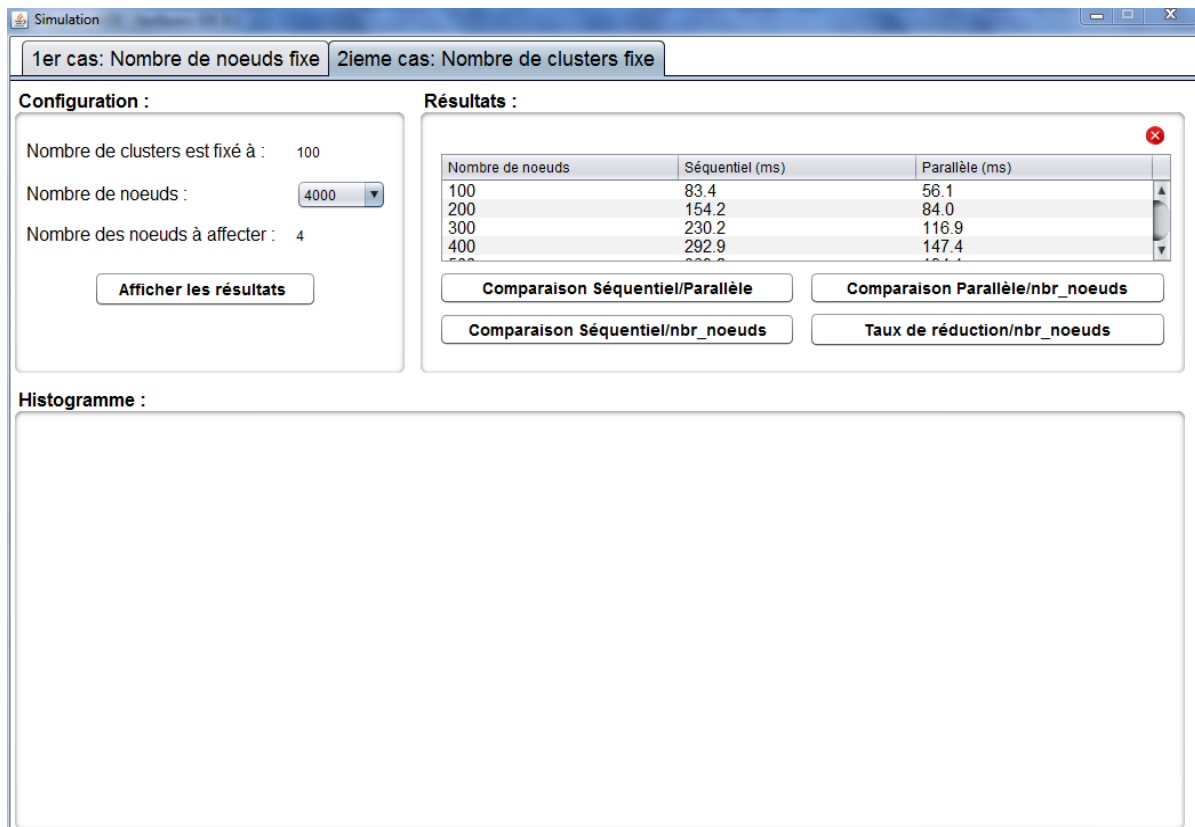 Simulation
1er cas: Nombre de noeuds fixe 2ieme cas: Nombre de clusters fixe
Configuration :
Nombre de clusters est fixé à : 100
Nombre de noeuds : 4000
Nombre des noeuds à affecter : 4
Afficher les résultats
Résultats :
Nombre de noeuds Séquentiel (ms) Parallèle (ms)
100 83.4 56.1
200 154.2 84.0
300 230.2 116.9
400 292.9 147.4
Comparaison Séquentiel/Parallèle Comparaison Parallèle/nbr_noeuds
Comparaison Séquentiel/nbr_noeuds Taux de réduction/nbr_noeuds
Histogramme :